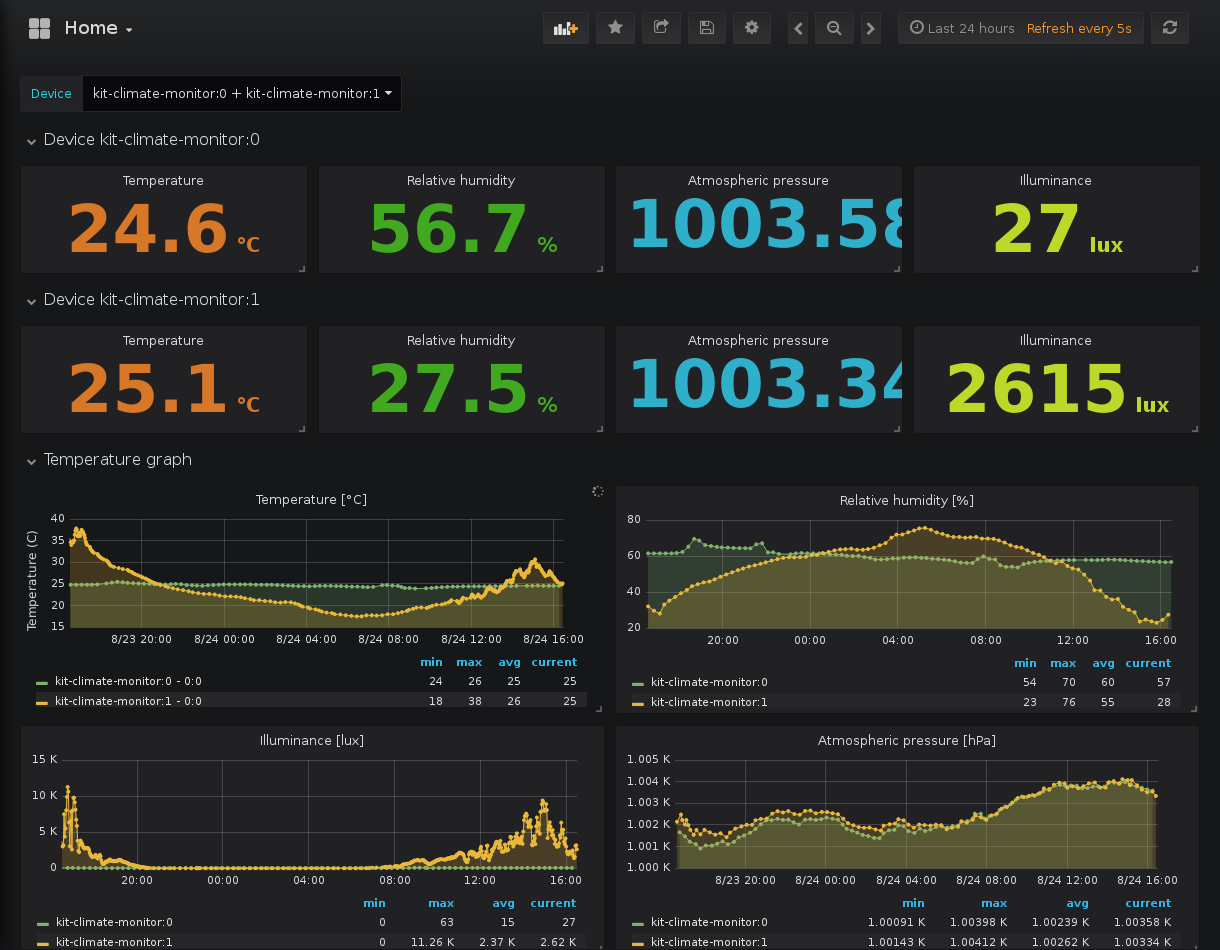 Home
Last 24 hours Refresh every 5s
Device kit-climate-monitor:0 + kit-climate-monitor:1
Device kit-climate-monitor:0
Temperature Relative humidity Atmospheric pressure Illuminance
24.6 °C 56.7 % 1003.58 27 lux
Device kit-climate-monitor:1
Temperature Relative humidity Atmospheric pressure Illuminance
25.1 °C 27.5 % 1003.34 2615 lux
Temperature graph
Temperature [°C]
Temperature (C)
40
35
30
25
20
15
8/23 20:00 8/24 00:00 8/24 04:00 8/24 08:00 8/24 12:00 8/24 16:00
min max avg current
kit-climate-monitor:0 - 0:0 24 26 25 25
kit-climate-monitor:1 - 0:0 18 38 26 25
Relative humidity [%]
80
60
40
20
20:00 00:00 04:00 08:00 12:00 16:00
min max avg current
kit-climate-monitor:0 54 70 60 57
kit-climate-monitor:1 23 76 55 28
Illuminance [lux]
15 K
10 K
5 K
0
20:00 00:00 04:00 08:00 12:00 16:00
min max avg current
kit-climate-monitor:0 0 63 15 27
kit-climate-monitor:1 0 11.26 K 2.37 K 2.62 K
Atmospheric pressure [hPa]
1.005 K
1.004 K
1.003 K
1.002 K
1.001 K
1.000 K
8/23 20:00 8/24 00:00 8/24 04:00 8/24 08:00 8/24 12:00 8/24 16:00
min max avg current
kit-climate-monitor:0 1.00091 K 1.00398 K 1.00239 K 1.00358 K
kit-climate-monitor:1 1.00143 K 1.00412 K 1.00262 K 1.00334 K